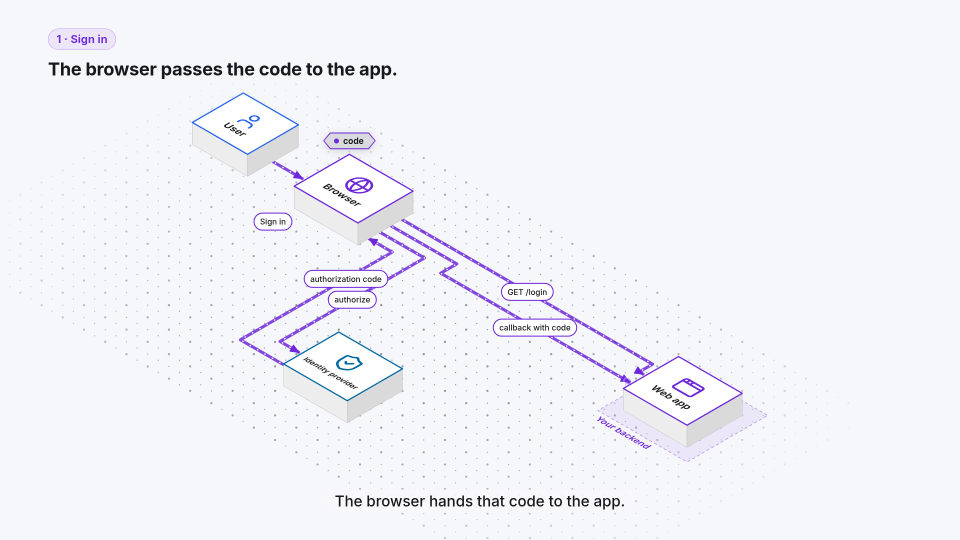 1 · Sign in
The browser passes the code to the app.
User
code
Browser
Sign in
authorization code
authorize
GET /login
callback with code
Identity provider
Web app
Your backend
The browser hands that code to the app.